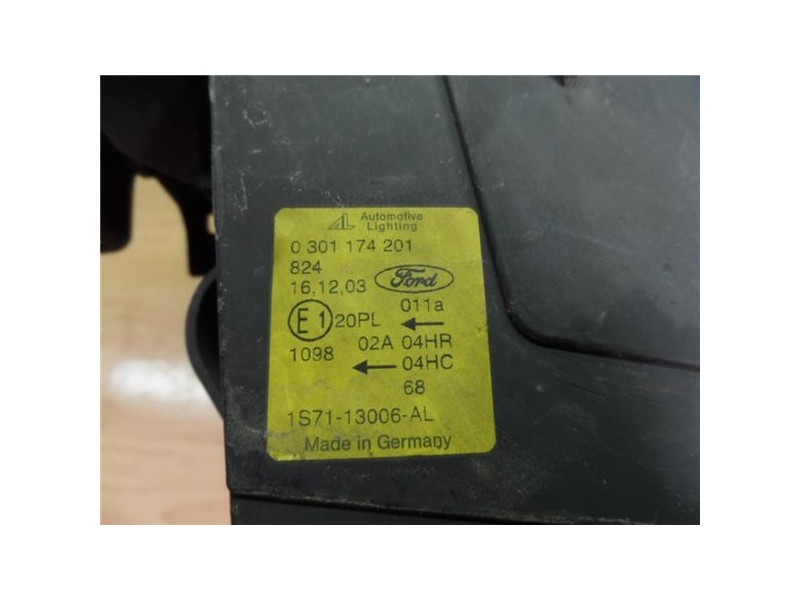 AL Automotive
Lighting
0 301 174 201
824
16,12,03 Ford
011a
E1 20PL
02A 04HR
1098
04HC
68
1S71-13006-AL
Made in Germany